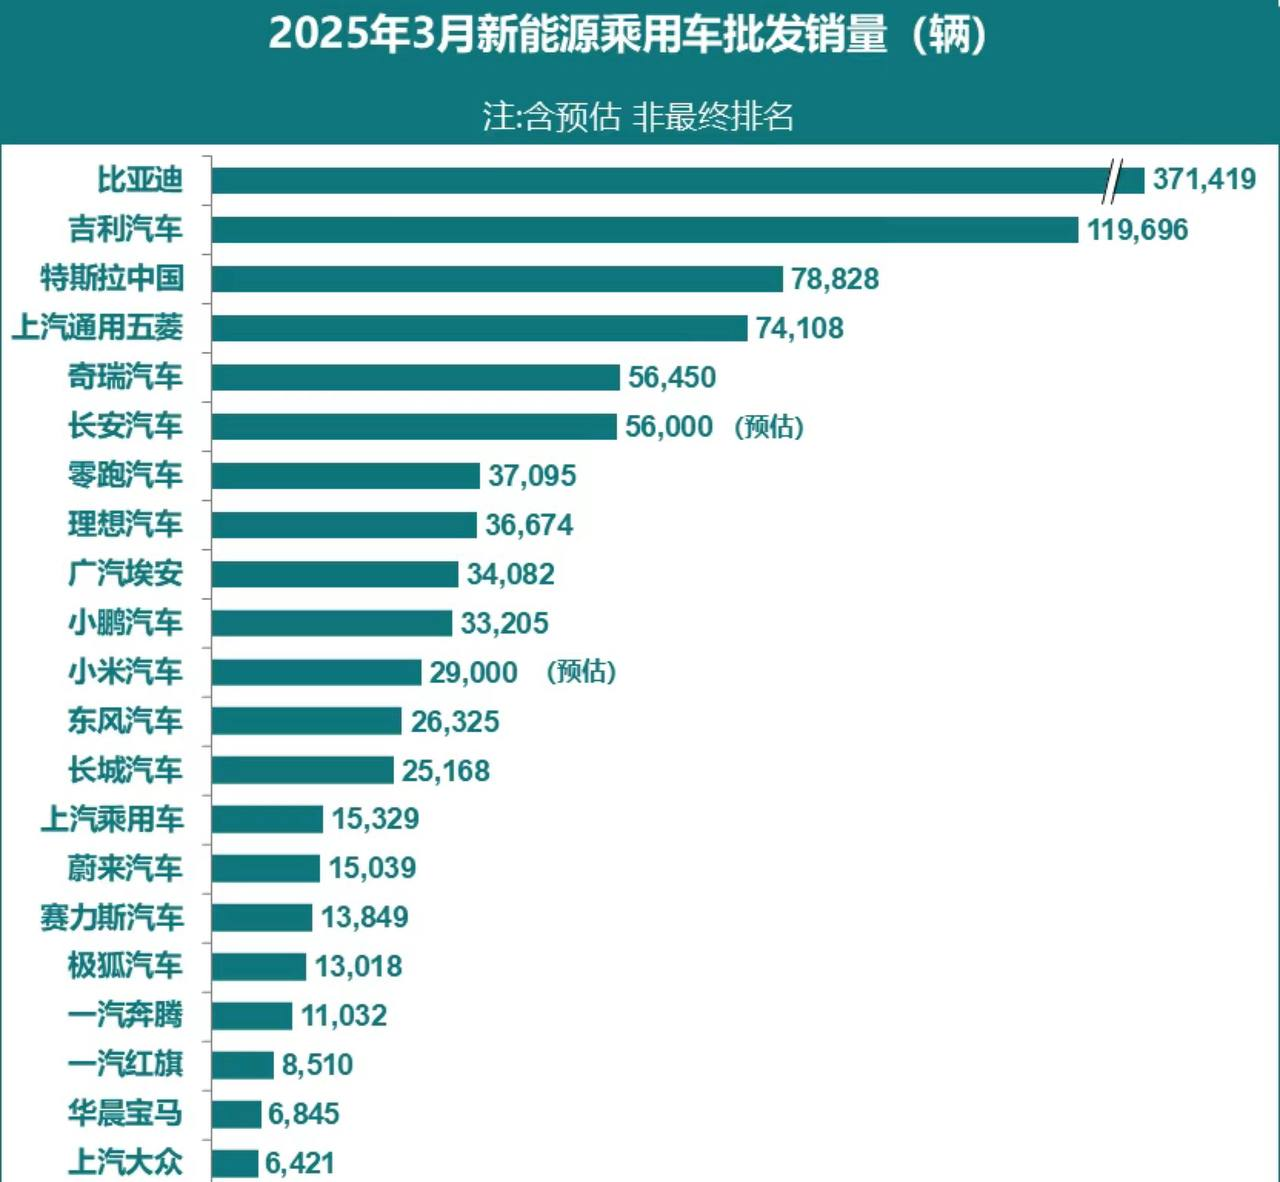 2025年3月新能源乘用车批发销量（辆）
注:含预估 非最终排名
比亚迪 371,419
吉利汽车 119,696
特斯拉中国 78,828
上汽通用五菱 74,108
奇瑞汽车 56,450
长安汽车 56,000 (预估)
零跑汽车 37,095
理想汽车 36,674
广汽埃安 34,082
小鹏汽车 33,205
小米汽车 29,000 (预估)
东风汽车 26,325
长城汽车 25,168
上汽乘用车 15,329
蔚来汽车 15,039
赛力斯汽车 13,849
极狐汽车 13,018
一汽奔腾 11,032
一汽红旗 8,510
华晨宝马 6,845
上汽大众 6,421